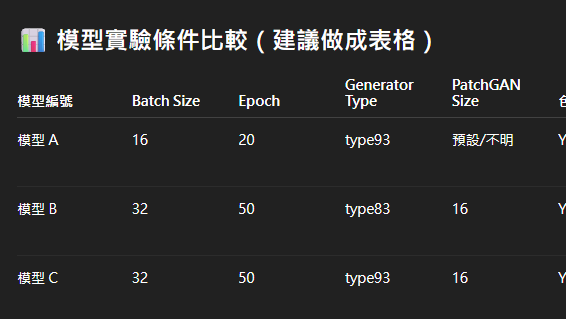 📊 模型實驗條件比較（建議做成表格）
模型編號 Batch Size Epoch Generator Type PatchGAN Size
模型 A 16 20 type93 預設/不明
模型 B 32 50 type83 16
模型 C 32 50 type93 16